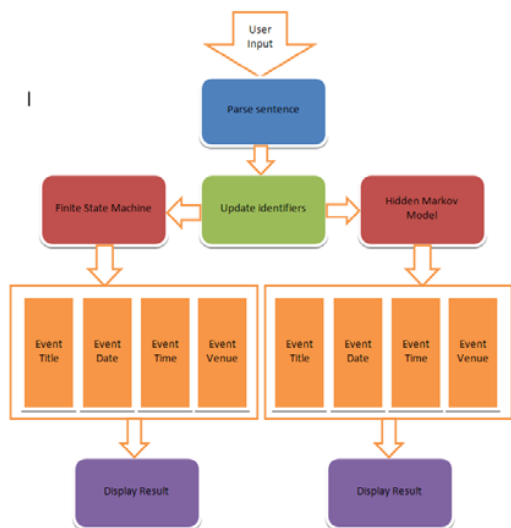 User
Input
Parse sentence
Finite State Machine
Update identifiers
Hidden Markov
Model
Event
Title
Event
Date
Event
Time
Event
Venue
Event
Title
Event
Date
Event
Time
Event
Venue
Display Result
Display Result